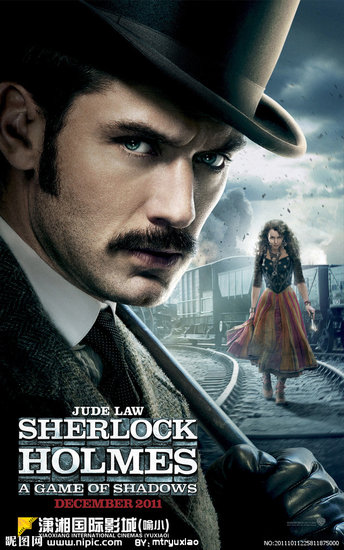 JUDE LAW
SHERLOCK
HOLMES
A GAME OF SHADOWS
DECEMBER 2011
潇湘国际影城(喻小)
XIAOXIANG INTERNATIONAL CINEMAS (YUXIAO)
昵图网 www.nipic.com BY: mtryuxiao NO:20111011225811875000